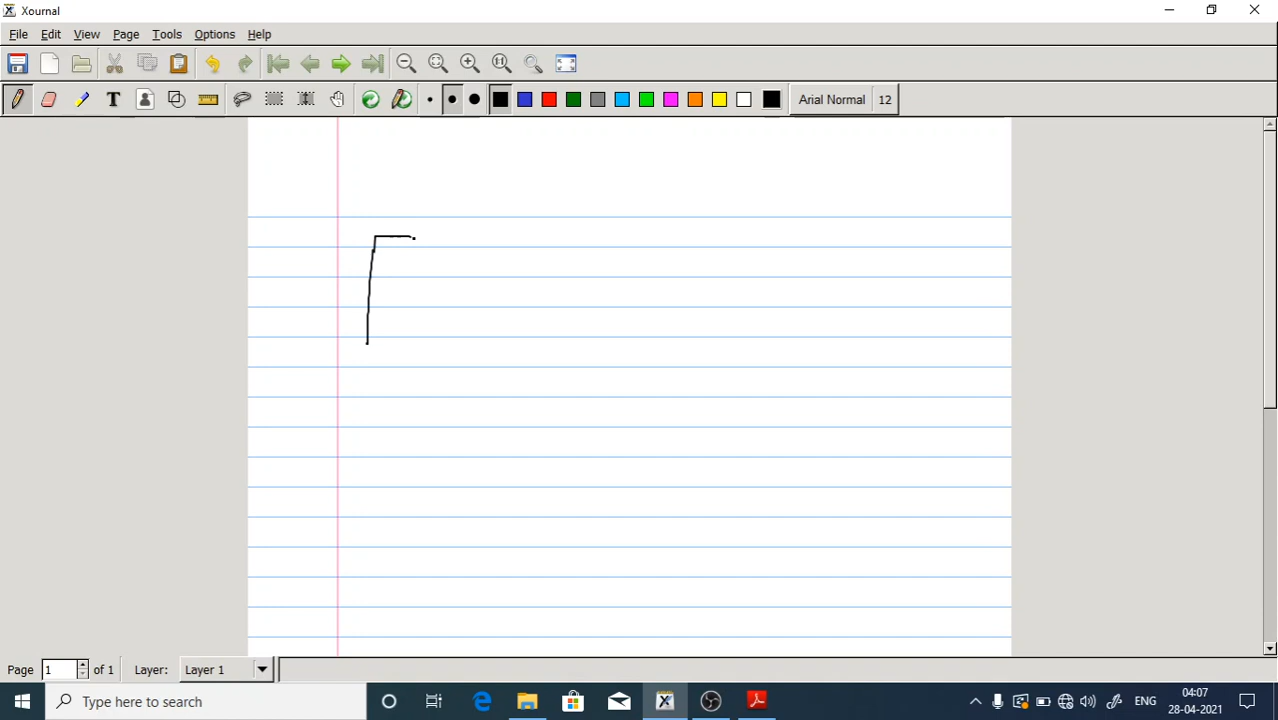 Xournal
File Edit View Page Tools Options Help
Arial Normal 12
Page 1 of 1 Layer: Layer 1
Type here to search
ENG
04:07
28-04-2021